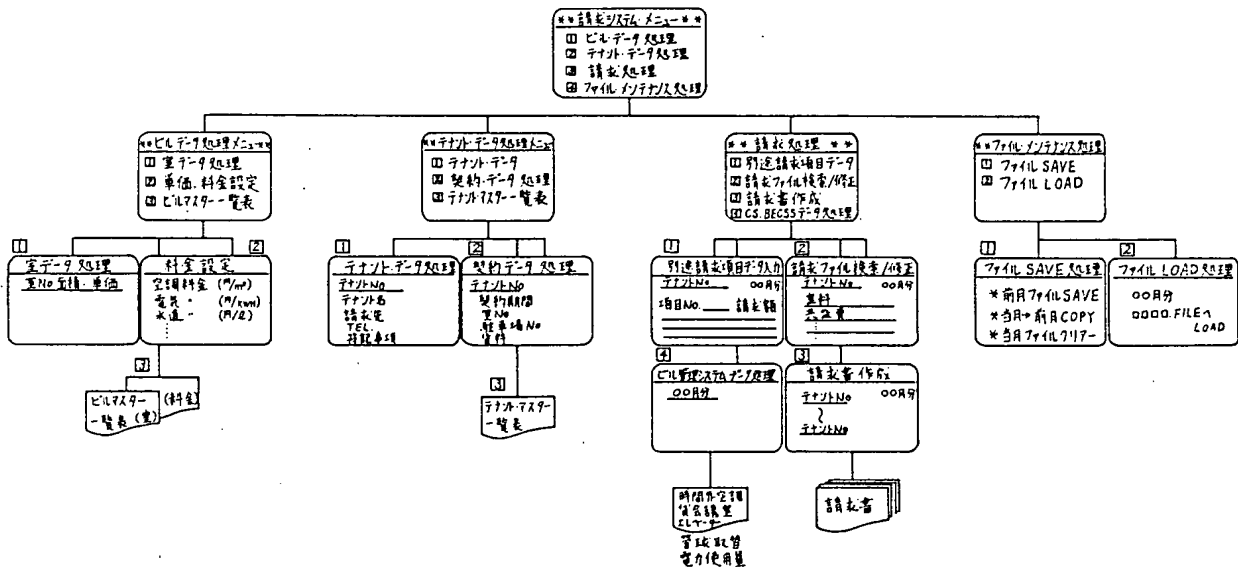 **請求システム・メニュー**
1 ビル・データ処理
2 テナント・データ処理
3 請求処理
4 ファイルメンテナンス処理
**ビルデータ処理メニュー**
1 室データ処理
2 単価.料金設定
3 ビルマスター一覧表
**テナント・データ処理メニュー
1 テナント・データ
2 契約・データ処理
3 テナント・マスター一覧表
** 請求処理 **
1 別途請求項目データ
2 請求ファイル検索/修正
3 請求書作成
4 CS.BECSSデータ処理
**ファイル・メンテナンス処理
1 ファイルSAVE
2 ファイルLOAD
1
室データ処理
室No 面積・単価
2
料金設定
空調料金 (円/m²)
電気 〃 (円/KWH)
水道 〃 (円/ℓ)
3
ビルマスター
一覧表(室)
(料金)
1
テナント・データ処理
テナントNo
テナント名
請求先
TEL.
特記事項
2
契約データ処理
テナントNo
契約期間
室No
駐車場No
賃料
3
テナント・マスター
一覧表
1
別途請求項目データ入力
テナントNo 00月分
項目No. 請求額
2
請求ファイル検索/修正
テナントNo 00月分
室料
共益費
4
ビル管理システムデータ処理
00月分
3
請求書作成
テナントNo 00月分
〜
テナントNo
時間外空調
貸会議室
エレベーター
管球取替
電力使用量
請求書
1
ファイルSAVE処理
*前月ファイルSAVE
*当月→前月COPY
*当月ファイルクリアー
2
ファイルLOAD処理
00月分
□□□□.FILEへ
LOAD